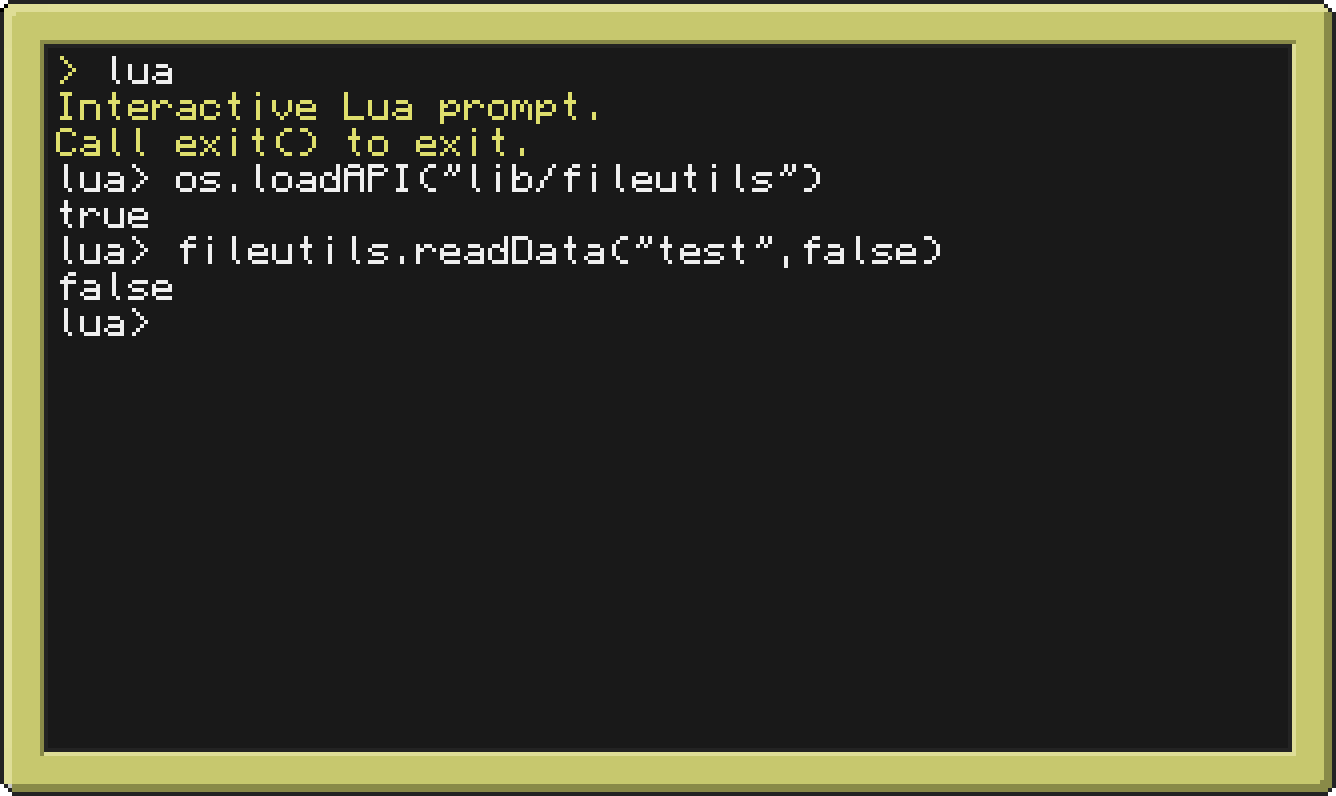 > lua
Interactive Lua prompt.
Call exit() to exit.
lua> os.loadAPI("lib/fileutils")
true
lua> fileutils.readData("test",false)
false
lua>